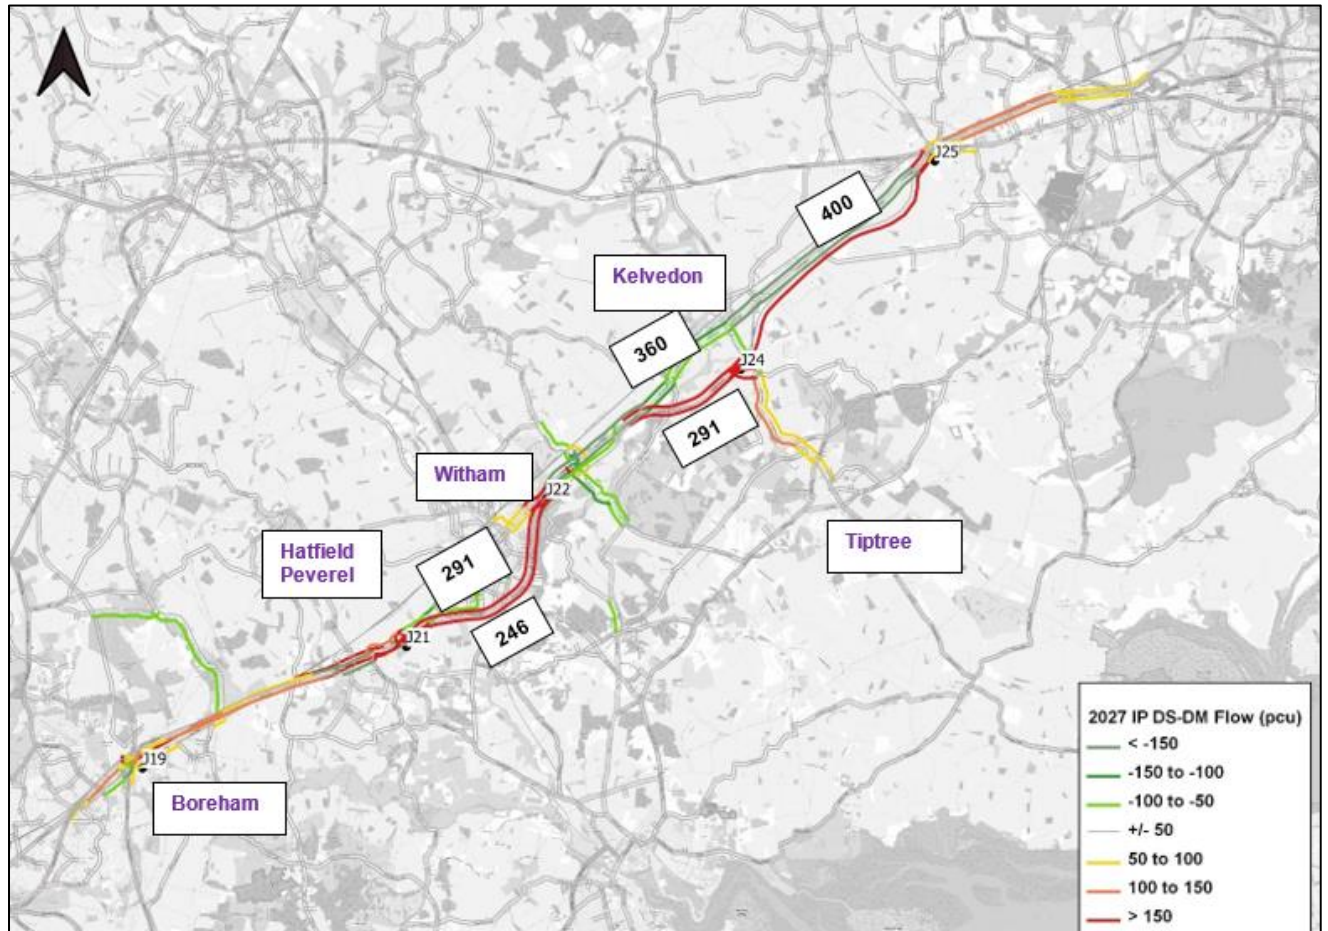 J25
400
Kelvedon
360
J24
291
Witham
J22
Hatfield
Peverel
291
Tiptree
246
J21
J19
Boreham
2027 IP DS-DM Flow (pcu)
< -150
-150 to -100
-100 to -50
+/- 50
50 to 100
100 to 150
> 150